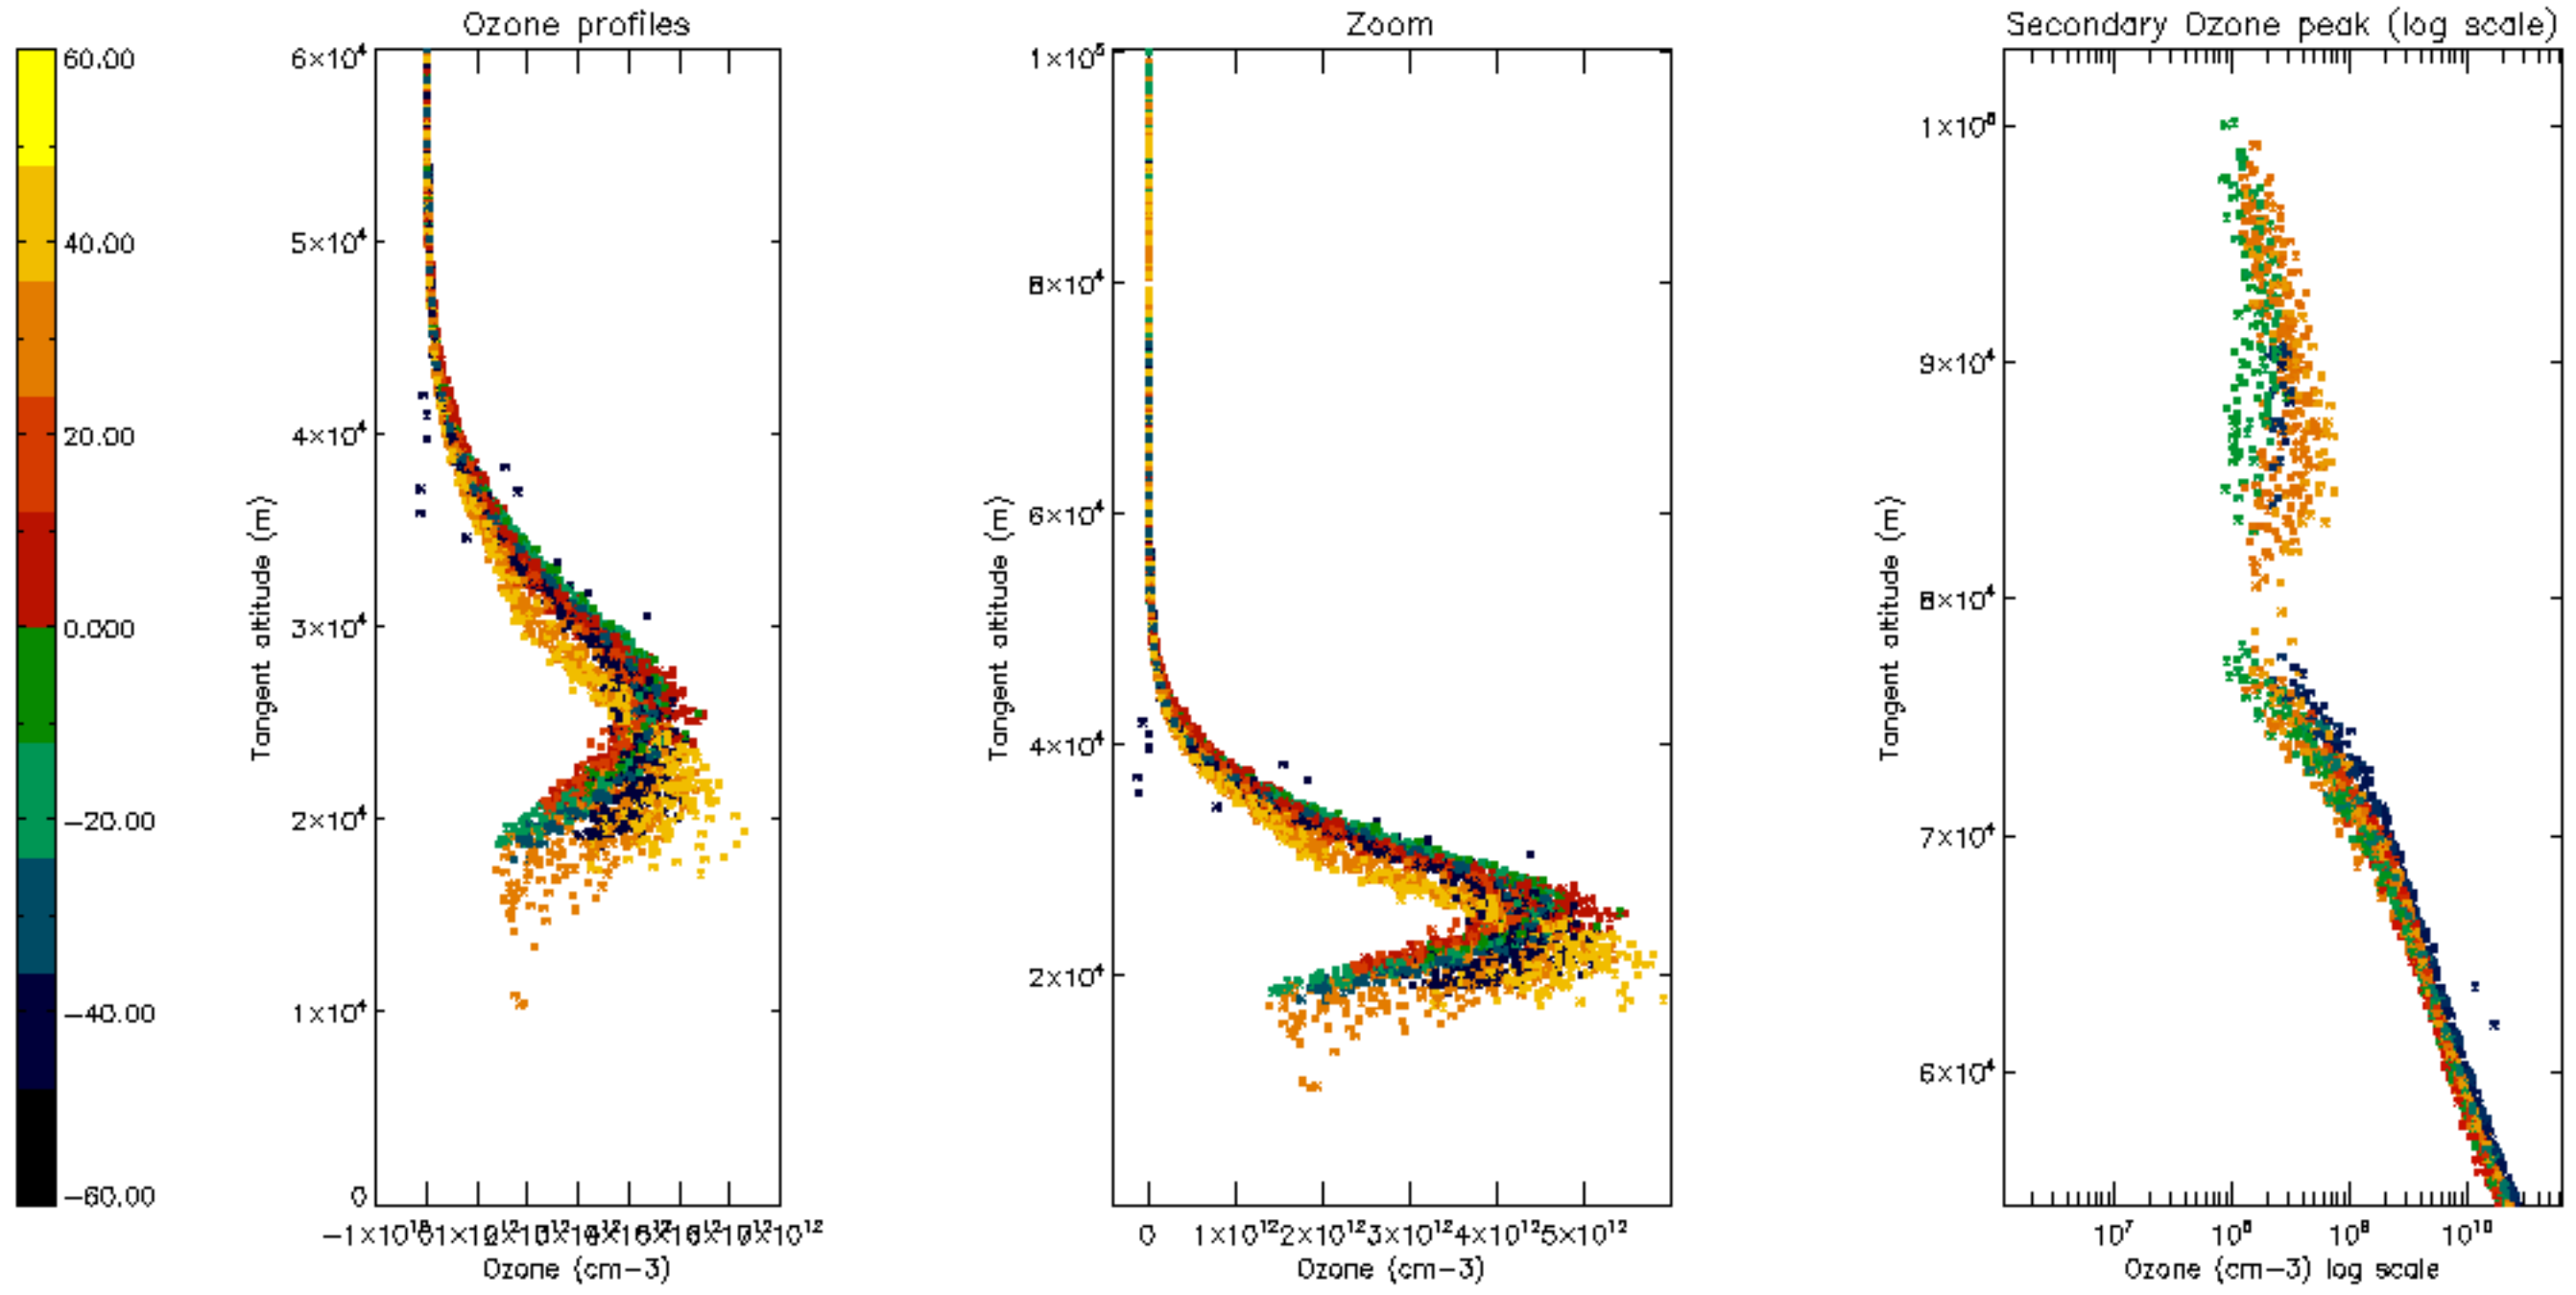 Ozone profiles
Zoom
Secondary Ozone peak (log scale)
60.00
40.00
20.00
0.000
−20.00
−40.00
−60.00
6×10⁴
5×10⁴
4×10⁴
3×10⁴
2×10⁴
1×10⁴
0
Tangent altitude (m)
Ozone (cm−3)
1×10⁵
8×10⁴
6×10⁴
4×10⁴
2×10⁴
Tangent altitude (m)
0 1×10¹² 2×10¹² 3×10¹² 4×10¹² 5×10¹²
Ozone (cm−3)
1×10⁵
9×10⁴
8×10⁴
7×10⁴
6×10⁴
Tangent altitude (m)
10⁷ 10⁸ 10⁹ 10¹⁰
Ozone (cm−3) log scale